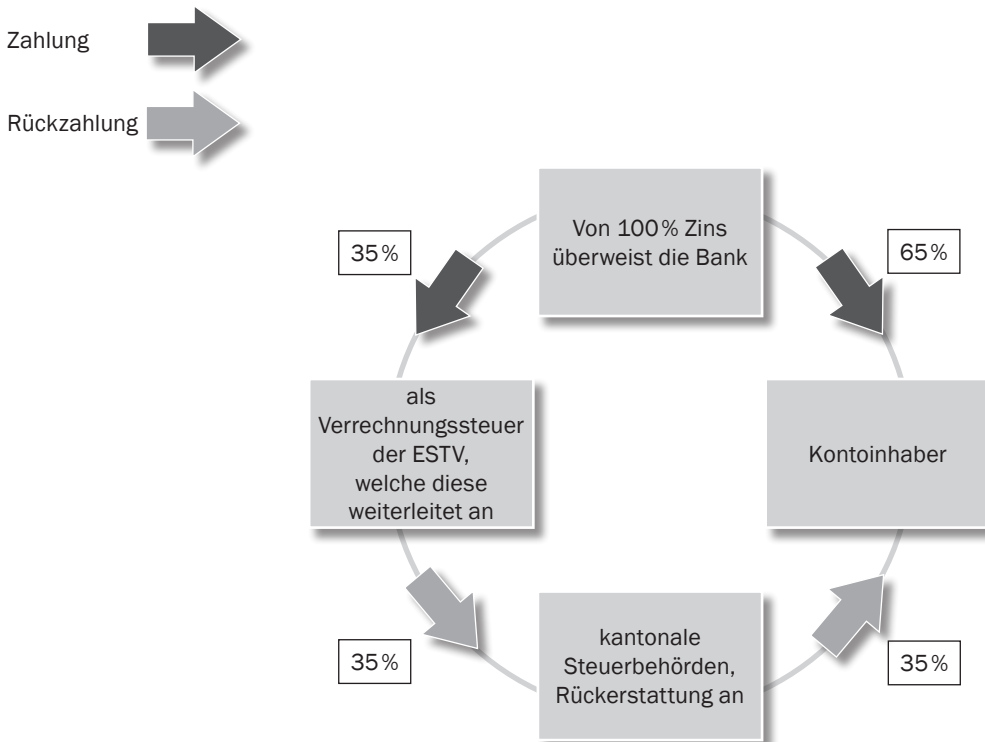 Zahlung
Rückzahlung
Von 100% Zins
überweist die Bank
35%
65%
als
Verrechnungssteuer
der ESTV,
welche diese
weiterleitet an
Kontoinhaber
kantonale
Steuerbehörden,
Rückerstattung an
35%
35%